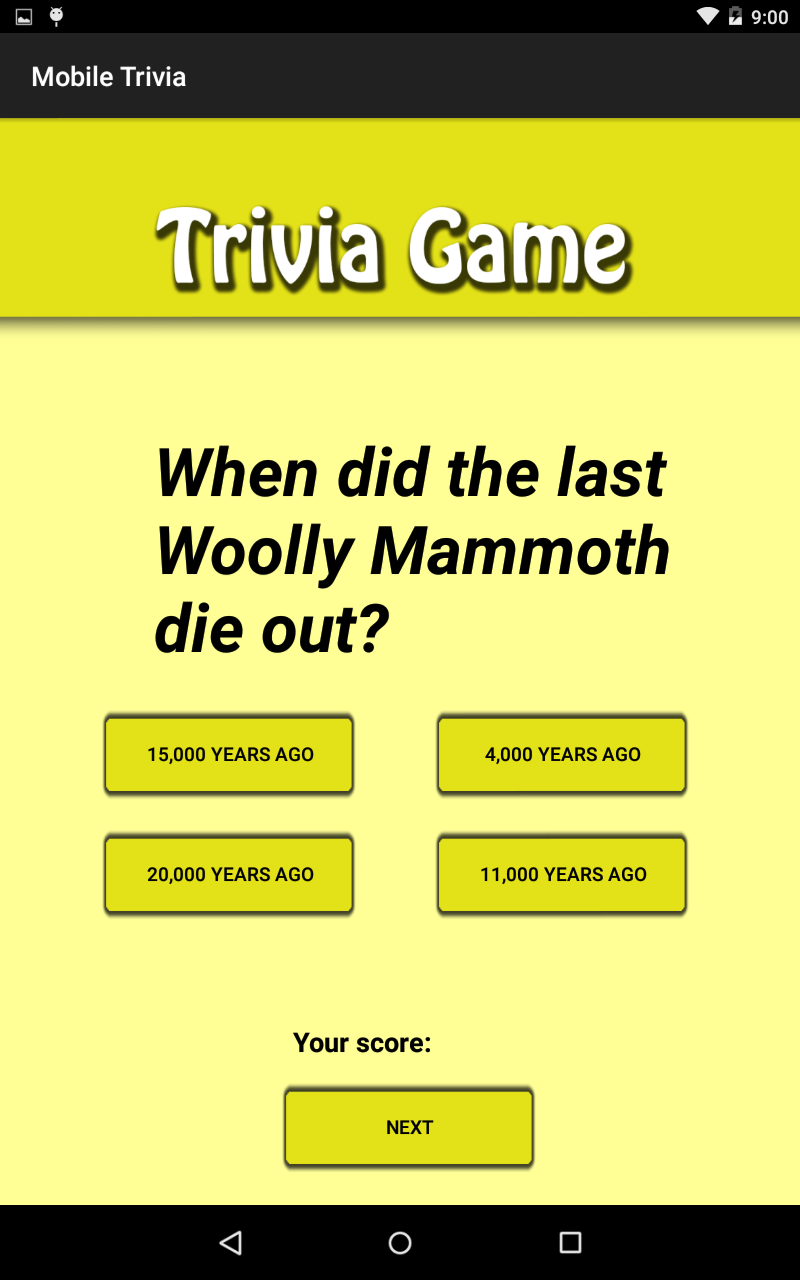 9:00
Mobile Trivia
Trivia Game
When did the last
Woolly Mammoth
die out?
15,000 YEARS AGO
4,000 YEARS AGO
20,000 YEARS AGO
11,000 YEARS AGO
Your score:
NEXT